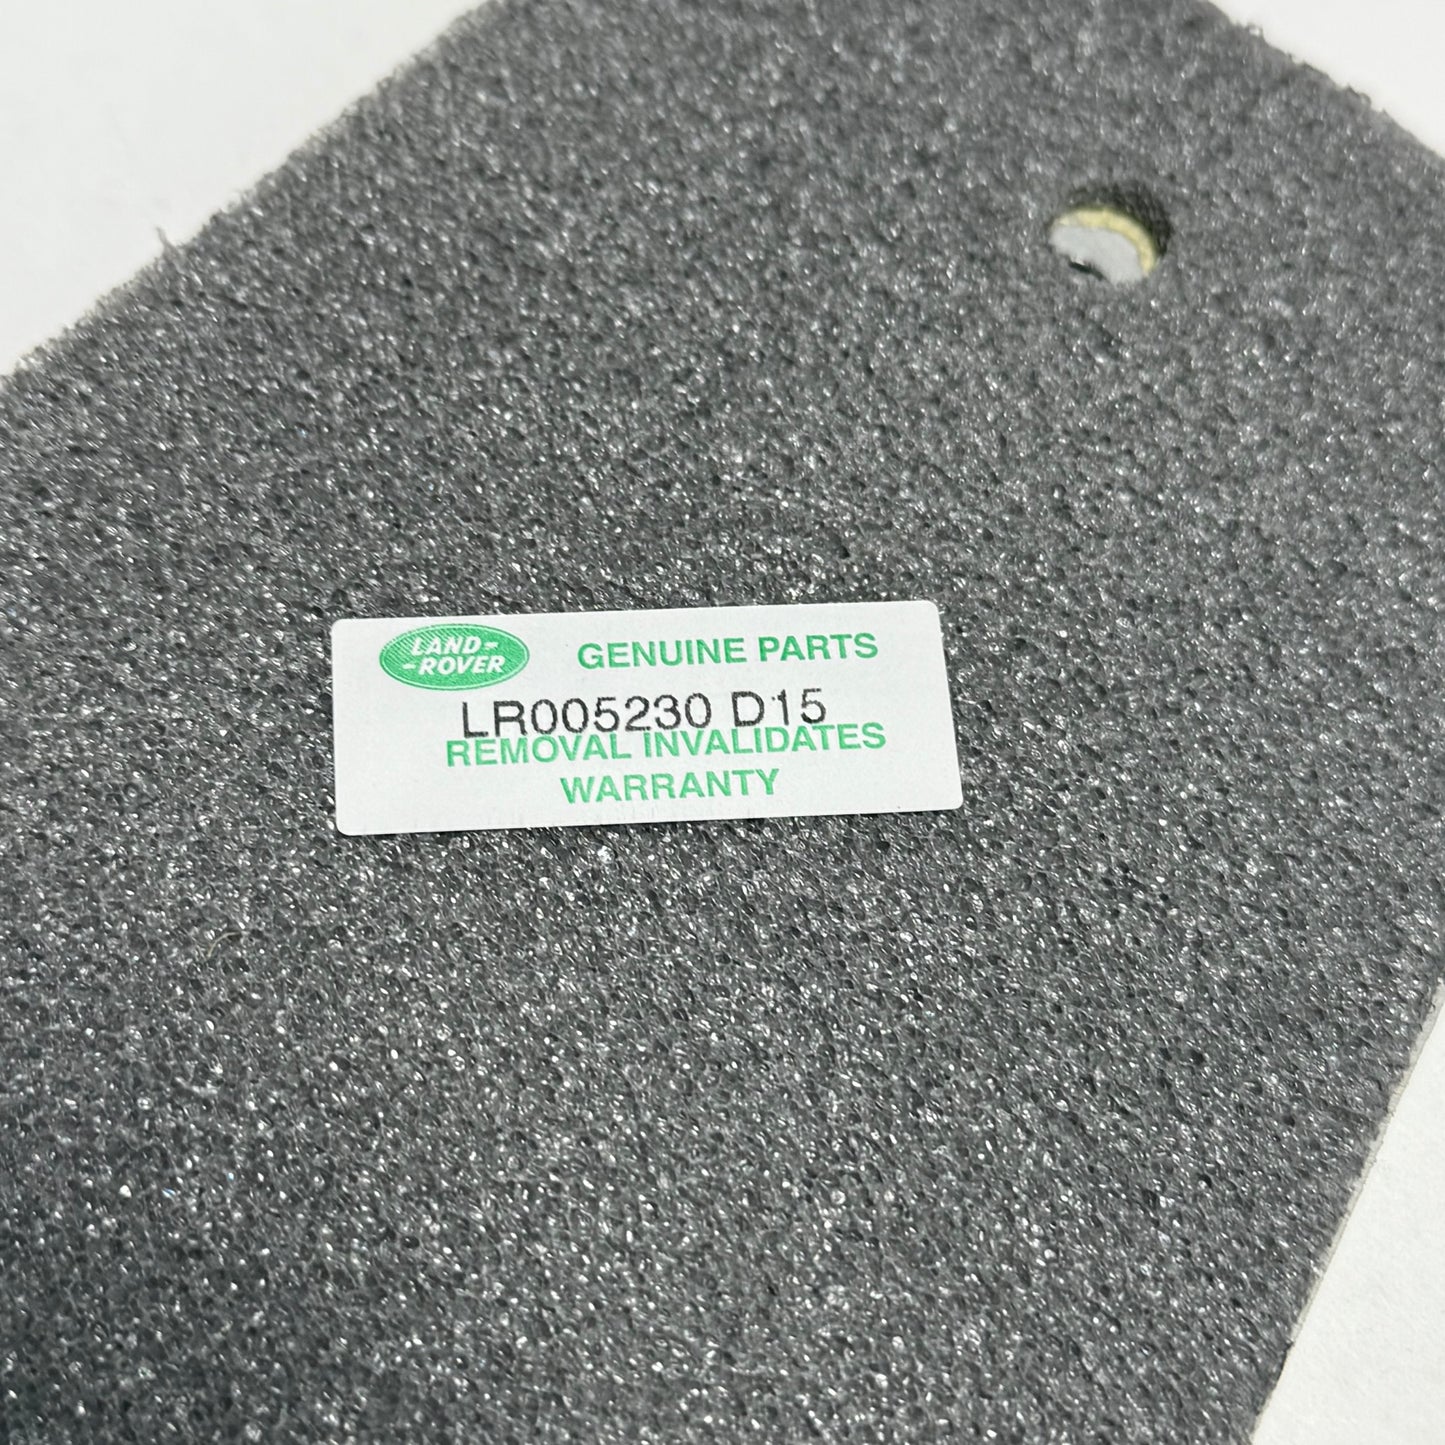 LAND-
-ROVER
GENUINE PARTS
LR005230 D15
REMOVAL INVALIDATES
WARRANTY